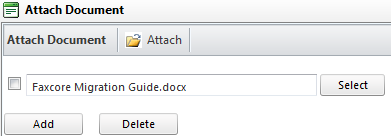 Attach Document
Attach Document Attach
Faxcore Migration Guide.docx Select
Add Delete